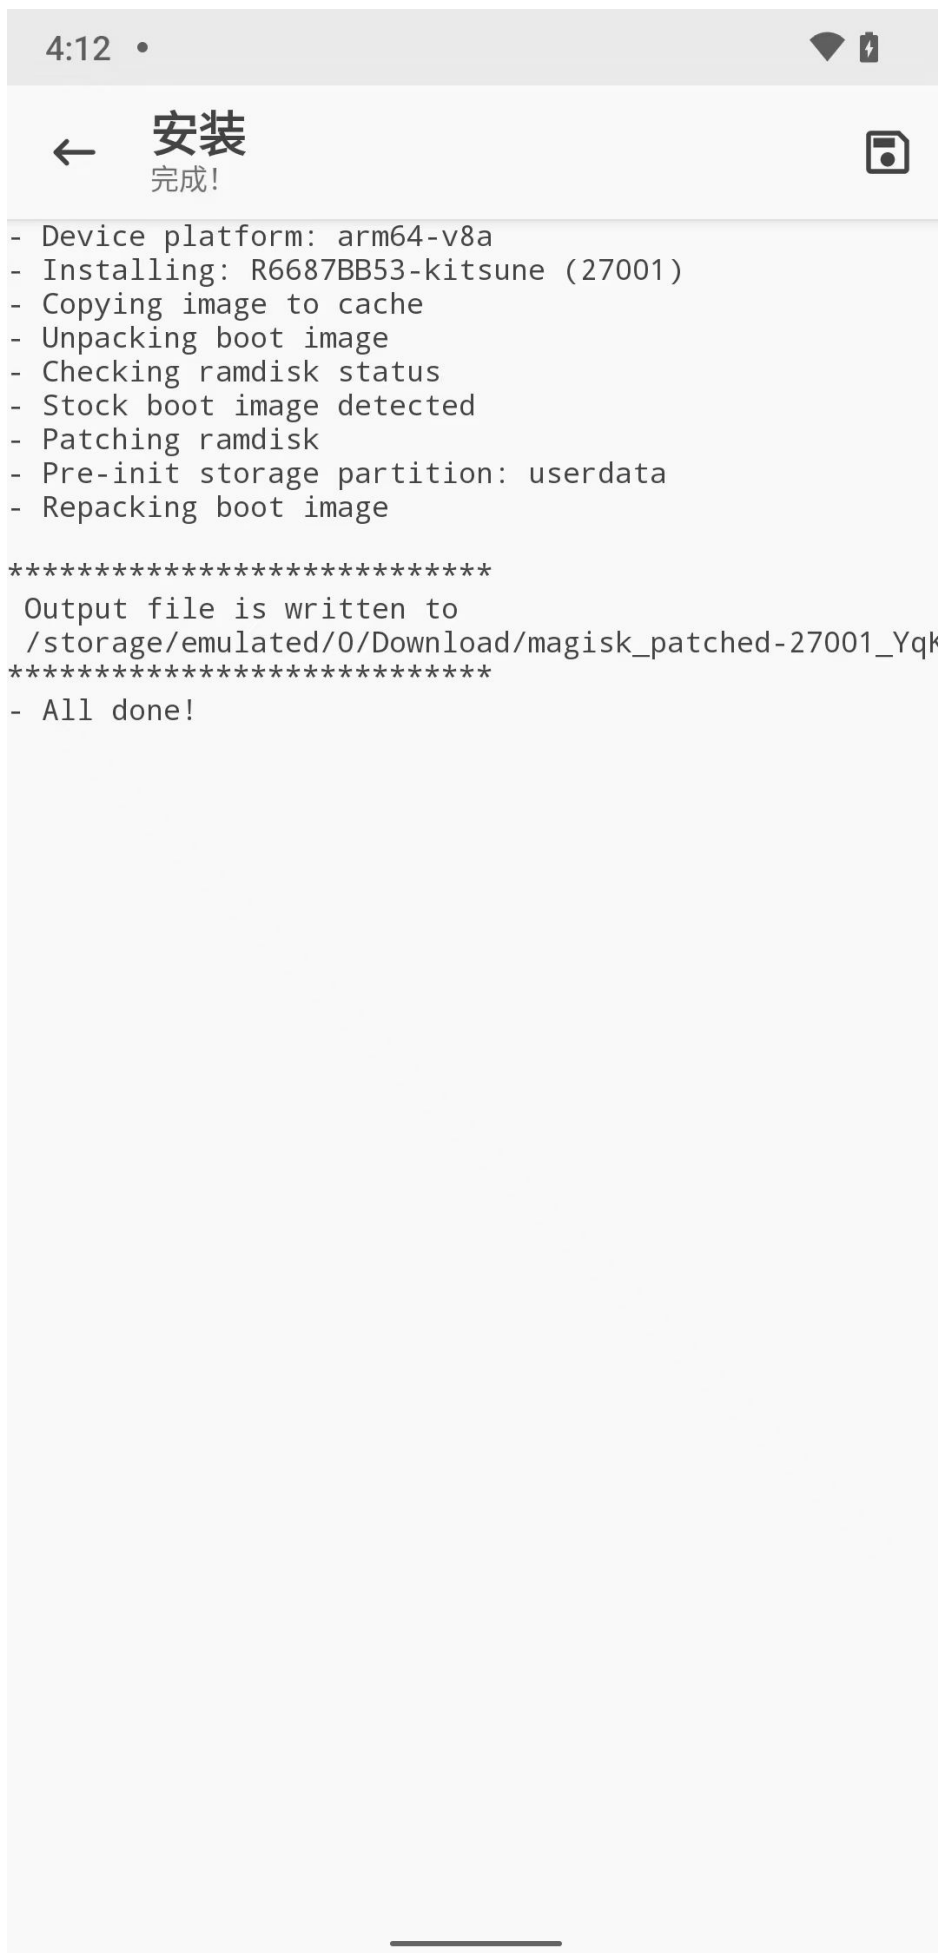 4:12
安装
完成！
- Device platform: arm64-v8a
- Installing: R6687BB53-kitsune (27001)
- Copying image to cache
- Unpacking boot image
- Checking ramdisk status
- Stock boot image detected
- Patching ramdisk
- Pre-init storage partition: userdata
- Repacking boot image
****************************
Output file is written to
/storage/emulated/0/Download/magisk_patched-27001_Yq
****************************
- All done!